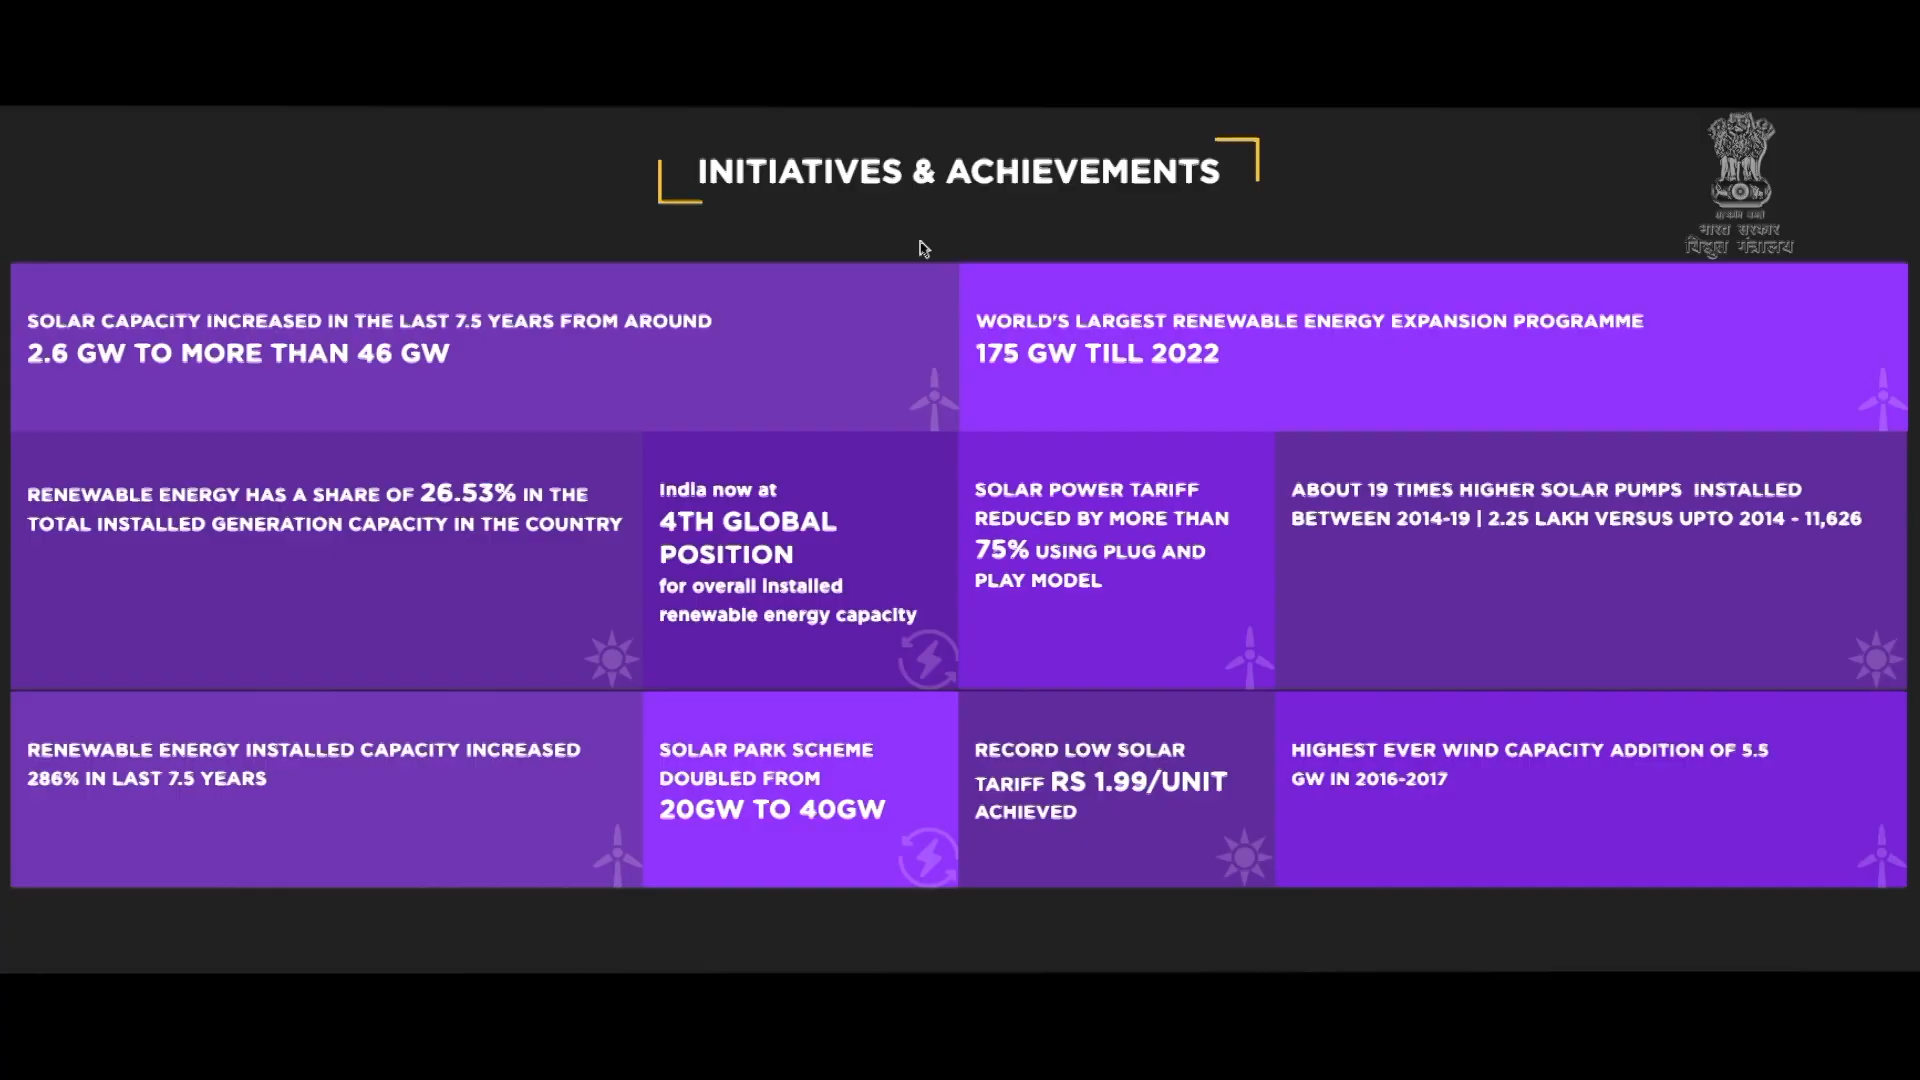 INITIATIVES & ACHIEVEMENTS
भारत सरकार
विद्युत मंत्रालय
SOLAR CAPACITY INCREASED IN THE LAST 7.5 YEARS FROM AROUND
2.6 GW TO MORE THAN 46 GW
WORLD'S LARGEST RENEWABLE ENERGY EXPANSION PROGRAMME
175 GW TILL 2022
RENEWABLE ENERGY HAS A SHARE OF 26.53% IN THE
TOTAL INSTALLED GENERATION CAPACITY IN THE COUNTRY
India now at
4TH GLOBAL
POSITION
for overall installed
renewable energy capacity
SOLAR POWER TARIFF
REDUCED BY MORE THAN
75% USING PLUG AND
PLAY MODEL
ABOUT 19 TIMES HIGHER SOLAR PUMPS INSTALLED
BETWEEN 2014-19 | 2.25 LAKH VERSUS UPTO 2014 - 11,626
RENEWABLE ENERGY INSTALLED CAPACITY INCREASED
286% IN LAST 7.5 YEARS
SOLAR PARK SCHEME
DOUBLED FROM
20GW TO 40GW
RECORD LOW SOLAR
TARIFF RS 1.99/UNIT
ACHIEVED
HIGHEST EVER WIND CAPACITY ADDITION OF 5.5
GW IN 2016-2017